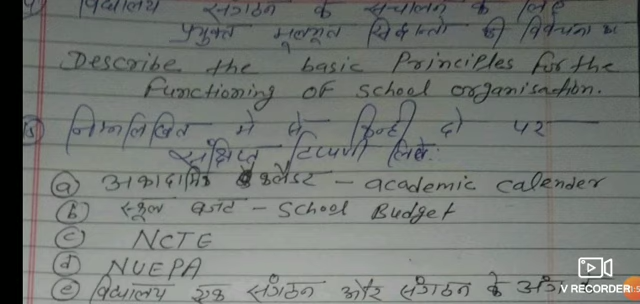 विद्यालय संगठन के संचालन के लिए
प्रयुक्त मूलभूत सिद्धान्तों की विवेचना
Describe the basic Principles for the
functioning of school organisation.
निम्नलिखित में से किन्हीं दो पर
संक्षिप्त टिप्पणी लिखे:
(a) अकादमिक कैलेंडर - academic calender
(b) स्कूल बजट - School Budget
(c) NCTE
(d) NUEPA
(e) विद्यालय एक संगठन और संगठन के अंग
V RECORDER